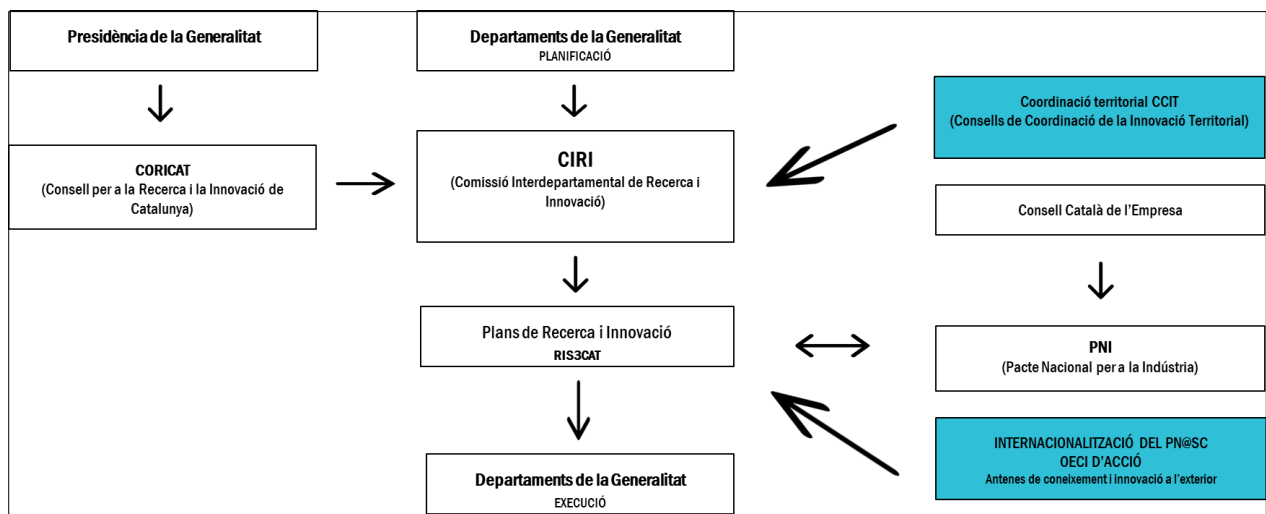 Presidència de la Generalitat
Departaments de la Generalitat
PLANIFICACIÓ
Coordinació territorial CCIT
(Consells de Coordinació de la Innovació Territorial)
CORICAT
(Consell per a la Recerca i la Innovació de
Catalunya)
CIRI
(Comissió Interdepartamental de Recerca i
Innovació)
Consell Català de l'Empresa
Plans de Recerca i Innovació
RIS3CAT
PNI
(Pacte Nacional per a la Indústria)
Departaments de la Generalitat
EXECUCIÓ
INTERNACIONALITZACIÓ DEL PN@SC
OECI D'ACCIÓ
Antenes de coneixement i innovació a l'exterior